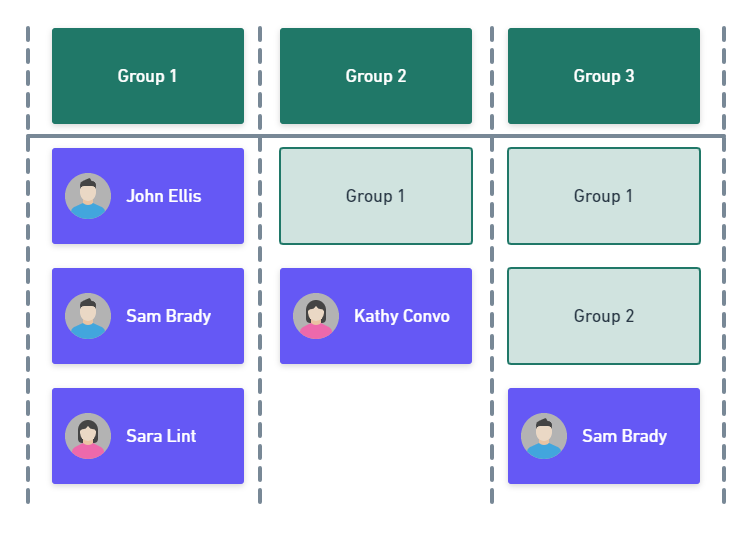 Group 1
Group 2
Group 3
John Ellis
Group 1
Group 1
Sam Brady
Kathy Convo
Group 2
Sara Lint
Sam Brady